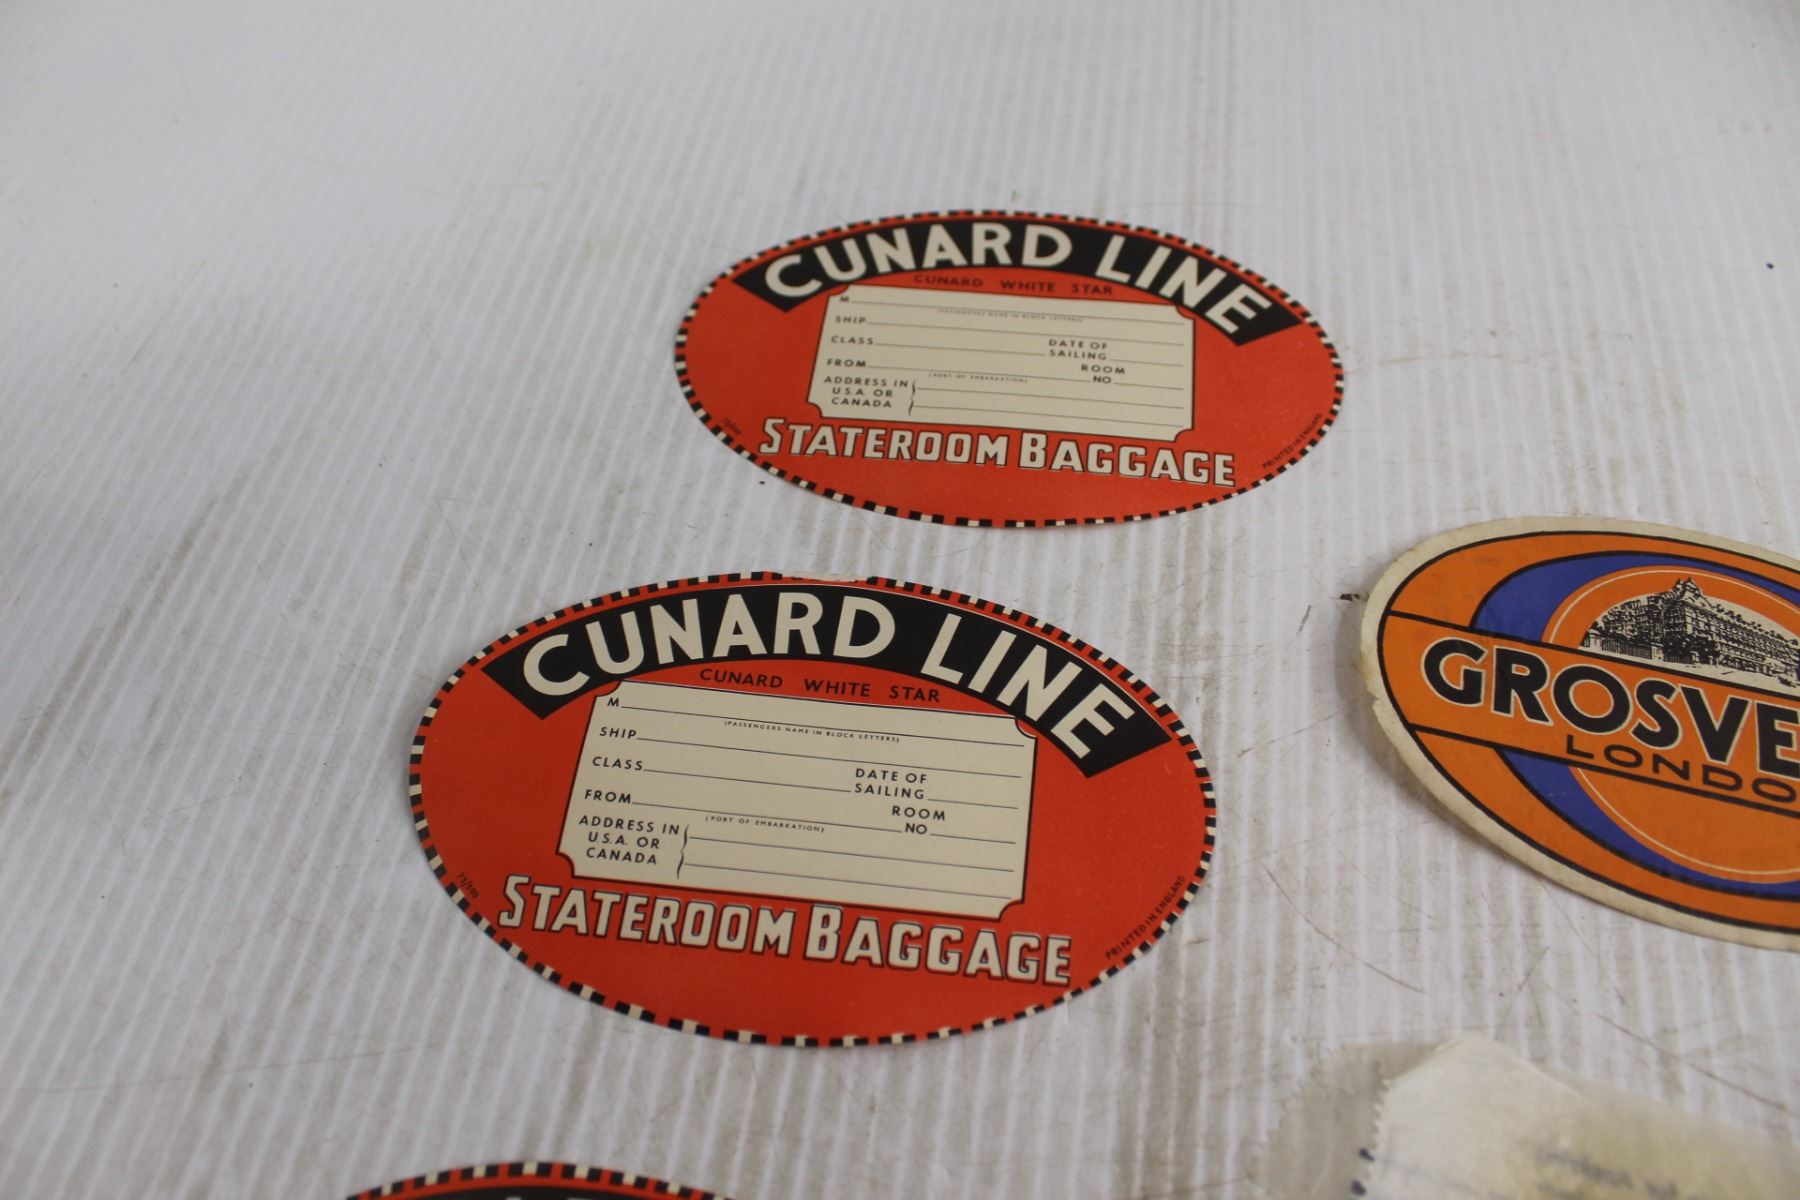 CUNARD LINE
CUNARD WHITE STAR
M
(PASSENGERS NAME IN BLOCK LETTERS)
SHIP
CLASS
DATE OF
SAILING
FROM
ROOM
NO
(PORT OF EMBARKATION)
ADDRESS IN
U.S.A. OR
CANADA
STATEROOM BAGGAGE
PRINTED IN ENGLAND
CUNARD LINE
CUNARD WHITE STAR
M
(PASSENGERS NAME IN BLOCK LETTERS)
SHIP
CLASS
DATE OF
SAILING
FROM
ROOM
NO
(PORT OF EMBARKATION)
ADDRESS IN
U.S.A. OR
CANADA
STATEROOM BAGGAGE
PRINTED IN ENGLAND
GROSVE
LONDO